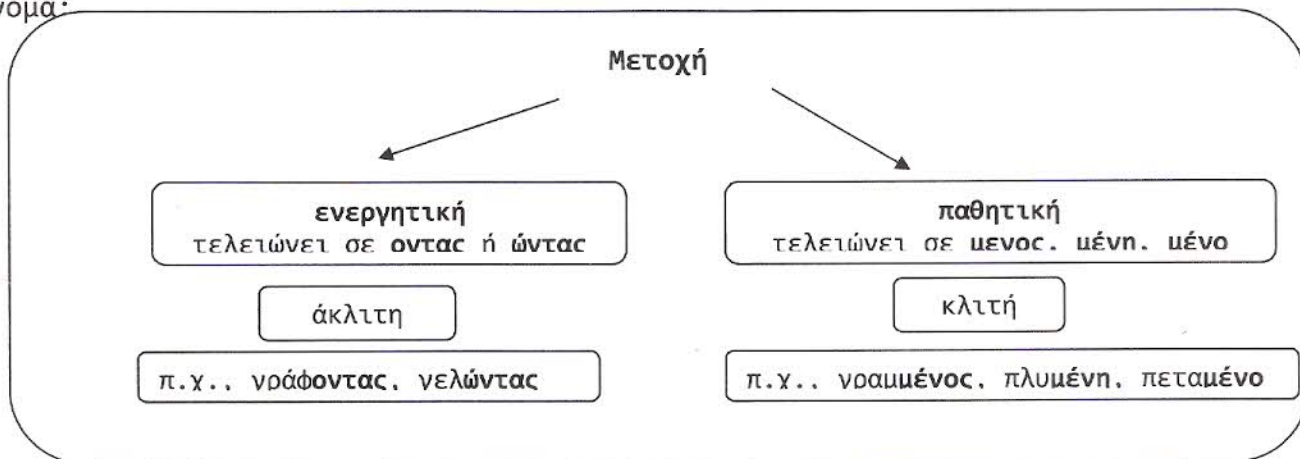 νομα:
Μετοχή
ενεργητική
τελειώνει σε οντας ή ώντας
άκλιτη
π.χ., γράφοντας, γελώντας
παθητική
τελειώνει σε μενος, μένη, μένο
κλιτή
π.χ., γραμμένος, πλυμένη, πεταμένο